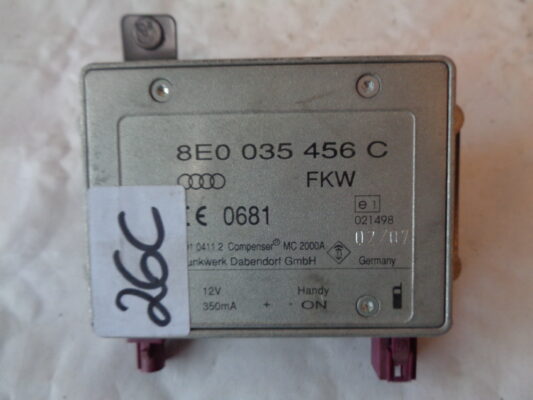 8E0 035 456 C
FKW
CE 0681
e1
021498
07/07
0411 2 Compenser® MC 2000A
Dabendorf GmbH
Germany
12V
Handy
350mA + - ON
26C